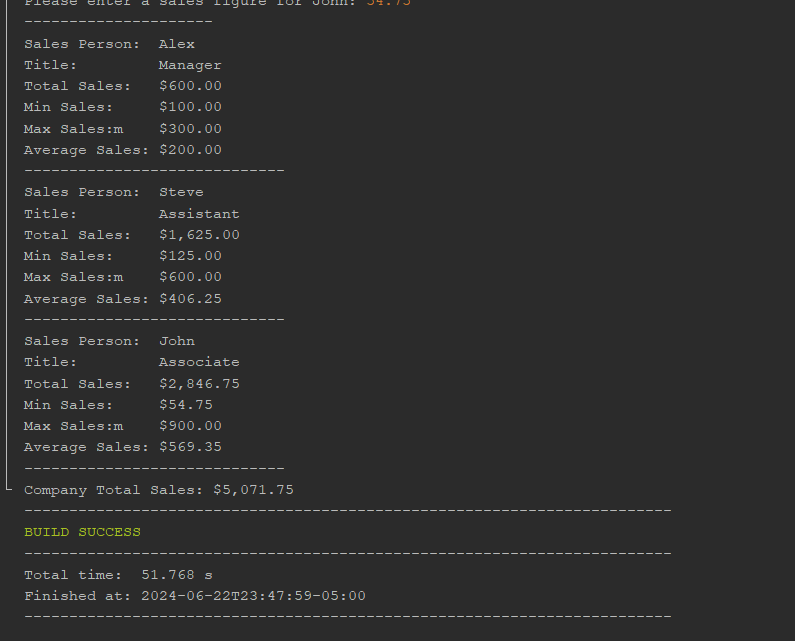 Please enter a sales figure for John: 54.75
---------------------
Sales Person:  Alex
Title:         Manager
Total Sales:   $600.00
Min Sales:     $100.00
Max Sales:m    $300.00
Average Sales: $200.00
-----------------------------
Sales Person:  Steve
Title:         Assistant
Total Sales:   $1,625.00
Min Sales:     $125.00
Max Sales:m    $600.00
Average Sales: $406.25
-----------------------------
Sales Person:  John
Title:         Associate
Total Sales:   $2,846.75
Min Sales:     $54.75
Max Sales:m    $900.00
Average Sales: $569.35
-----------------------------
Company Total Sales: $5,071.75
------------------------------------------------------------------------
BUILD SUCCESS
------------------------------------------------------------------------
Total time:  51.768 s
Finished at: 2024-06-22T23:47:59-05:00
------------------------------------------------------------------------